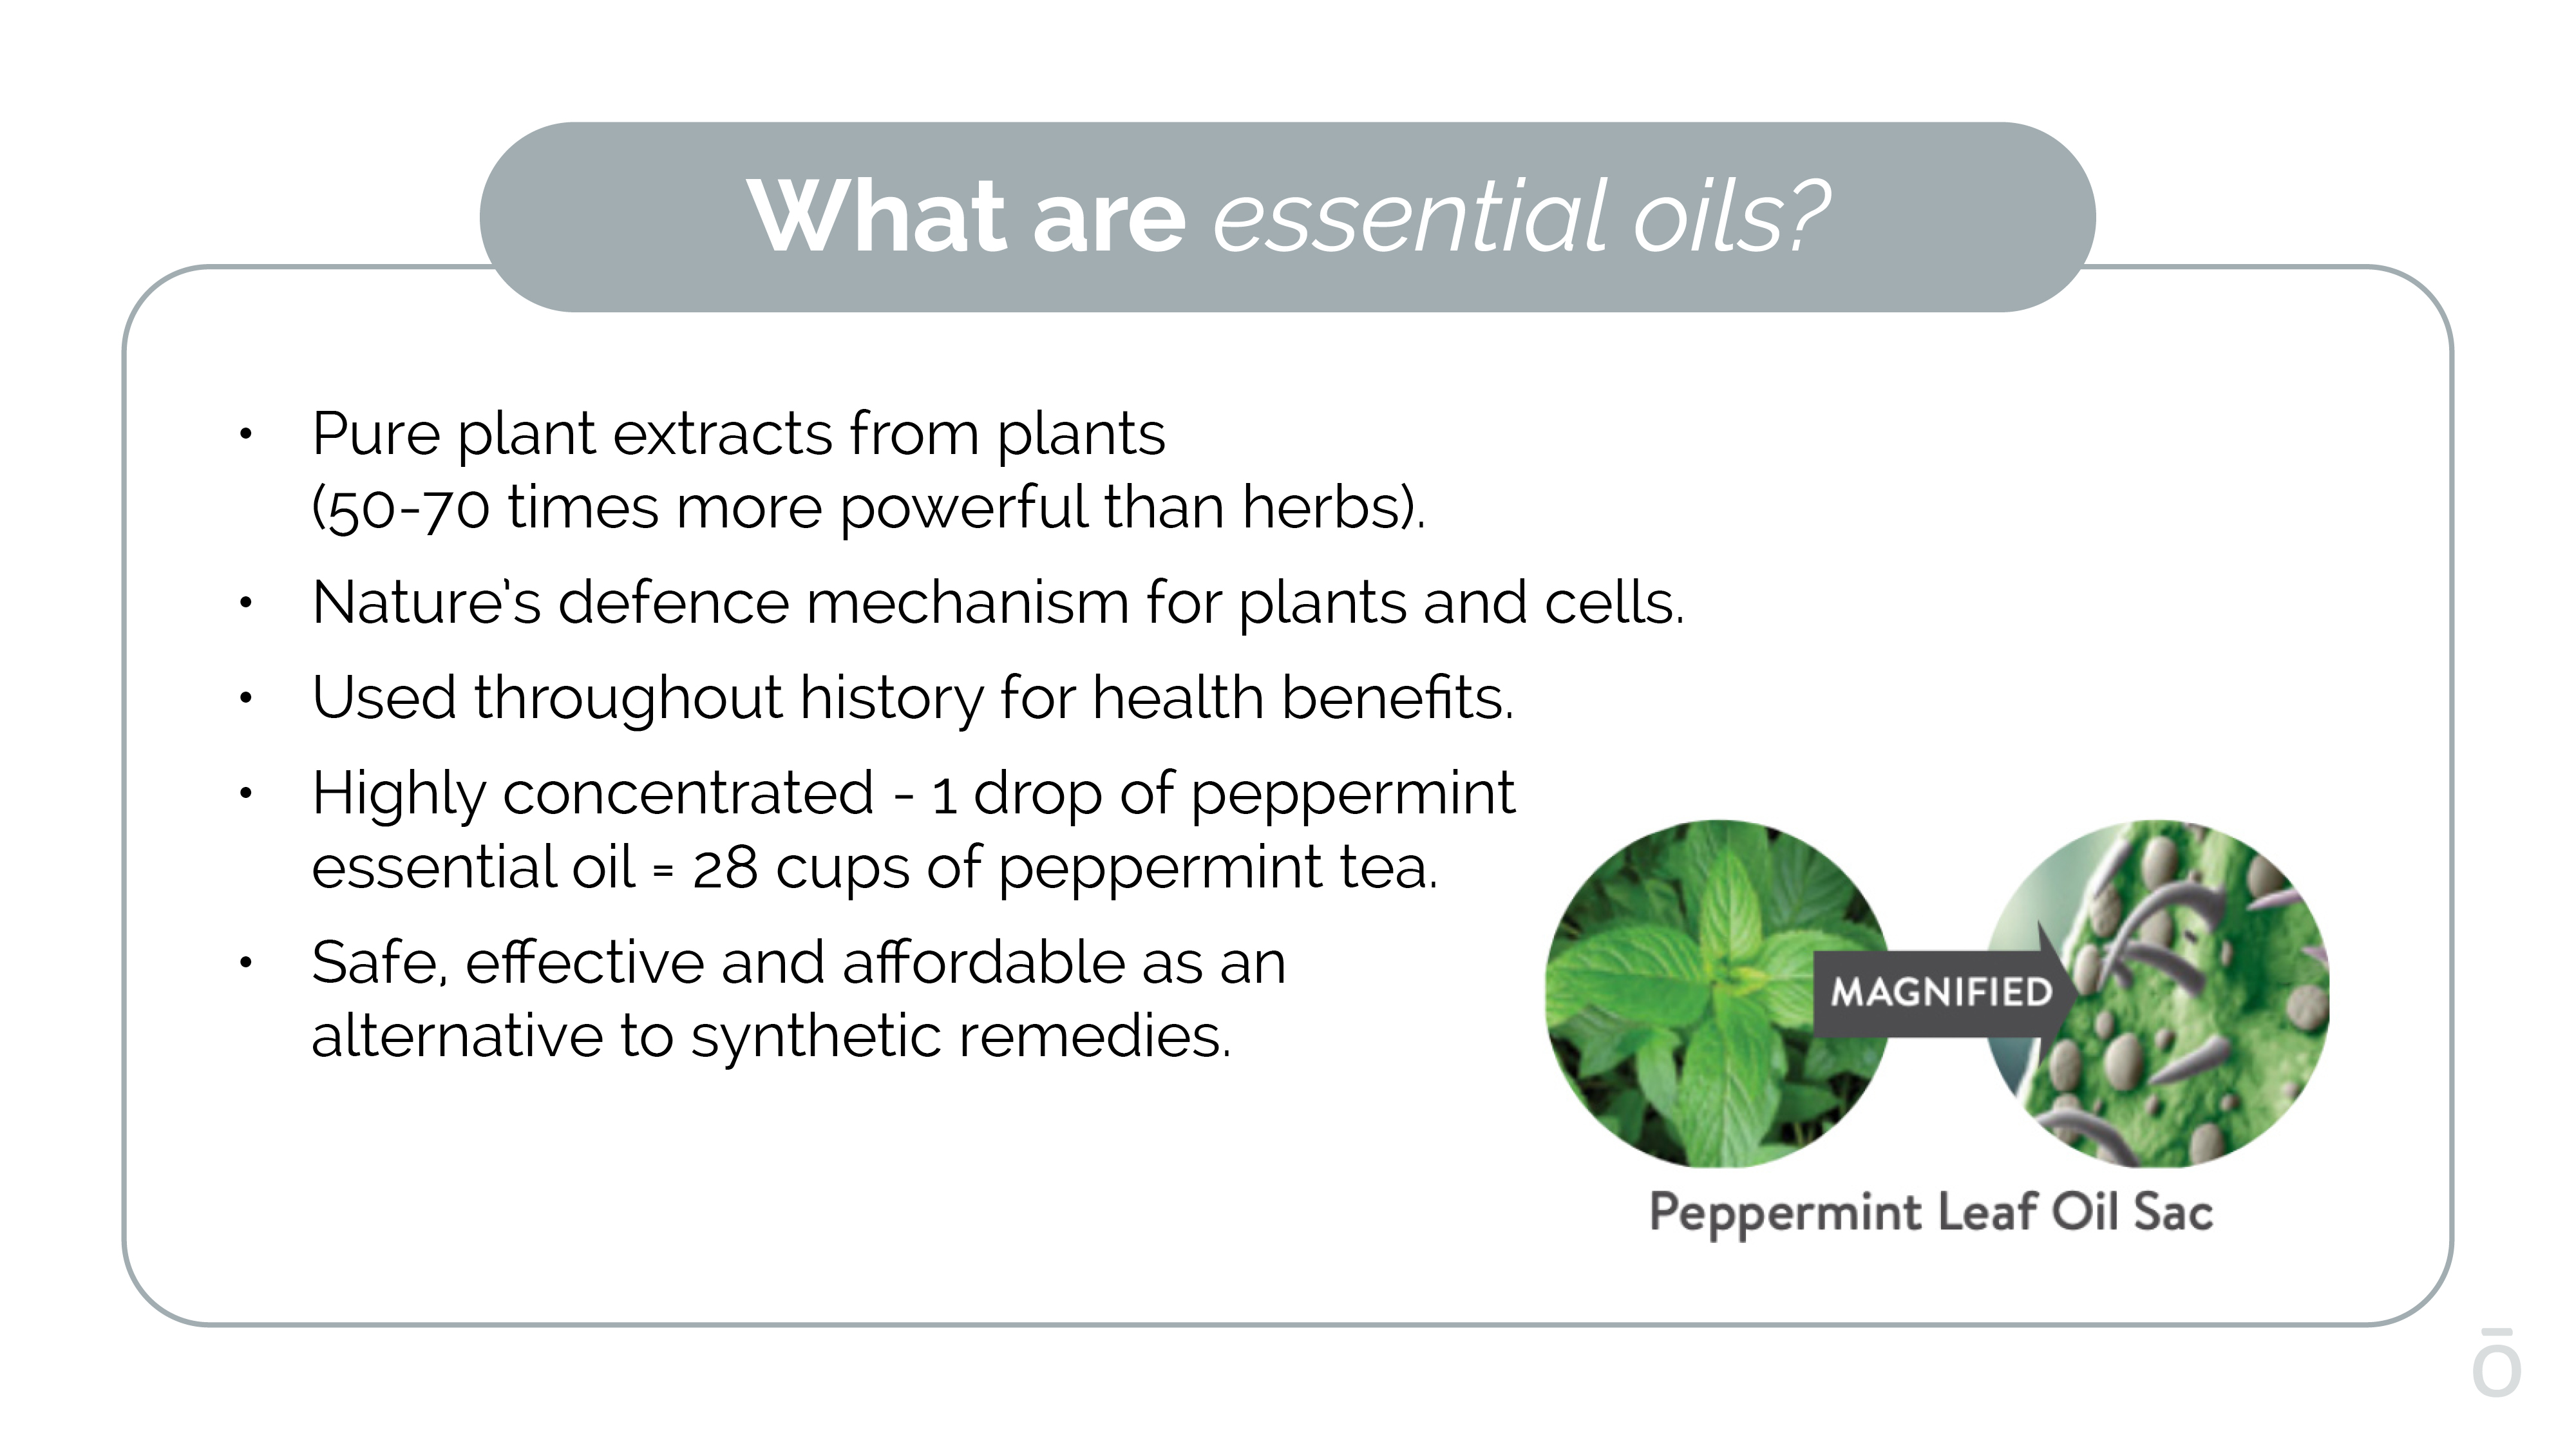 What are essential oils?
• Pure plant extracts from plants
(50-70 times more powerful than herbs).
• Nature's defence mechanism for plants and cells.
• Used throughout history for health benefits.
• Highly concentrated - 1 drop of peppermint
essential oil = 28 cups of peppermint tea.
• Safe, effective and affordable as an
alternative to synthetic remedies.
MAGNIFIED
Peppermint Leaf Oil Sac
ō